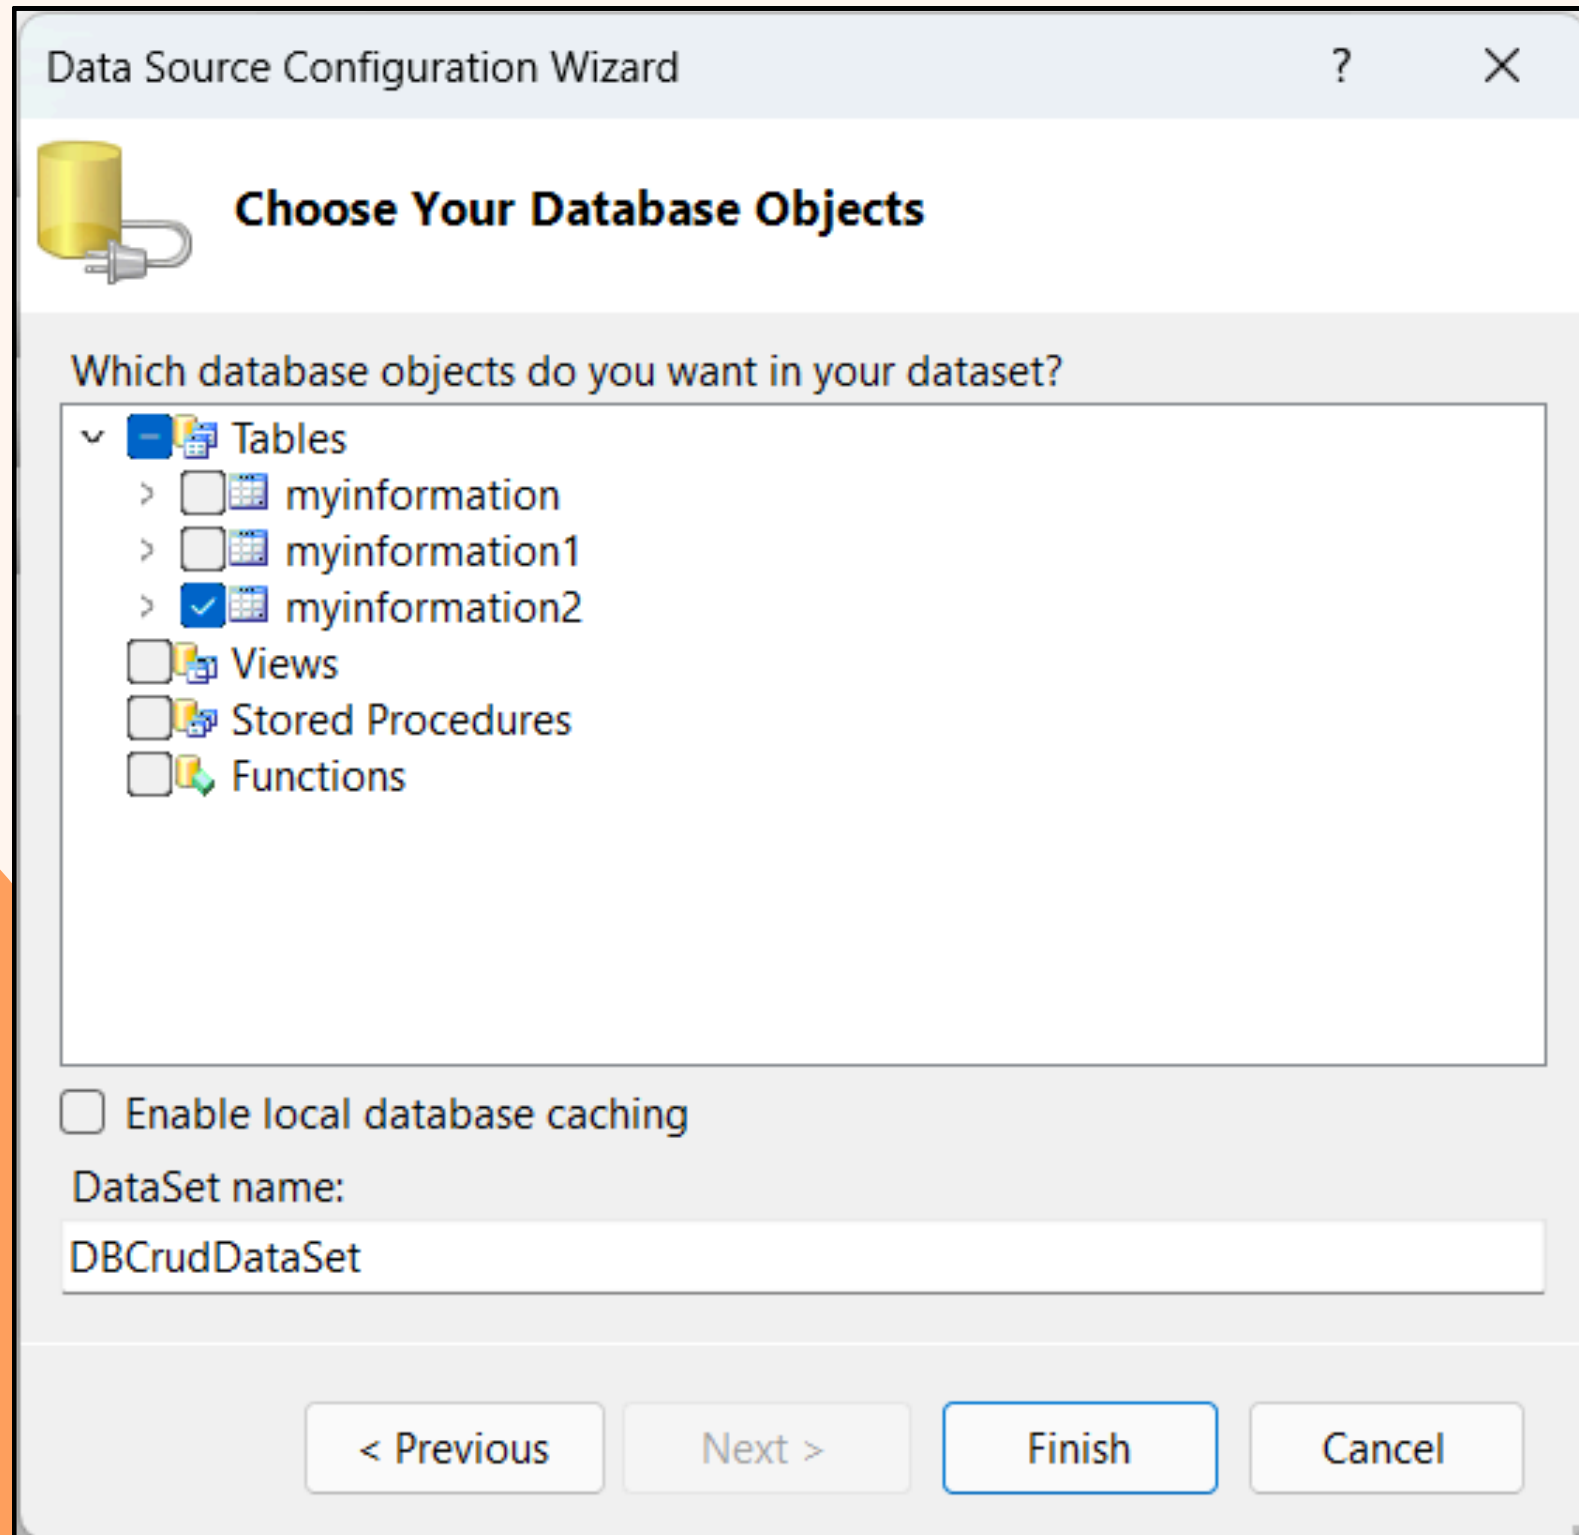 Data Source Configuration Wizard ?
Choose Your Database Objects
Which database objects do you want in your dataset?
Tables
myinformation
myinformation1
myinformation2
Views
Stored Procedures
Functions
Enable local database caching
DataSet name:
DBCrudDataSet
< Previous Next > Finish Cancel